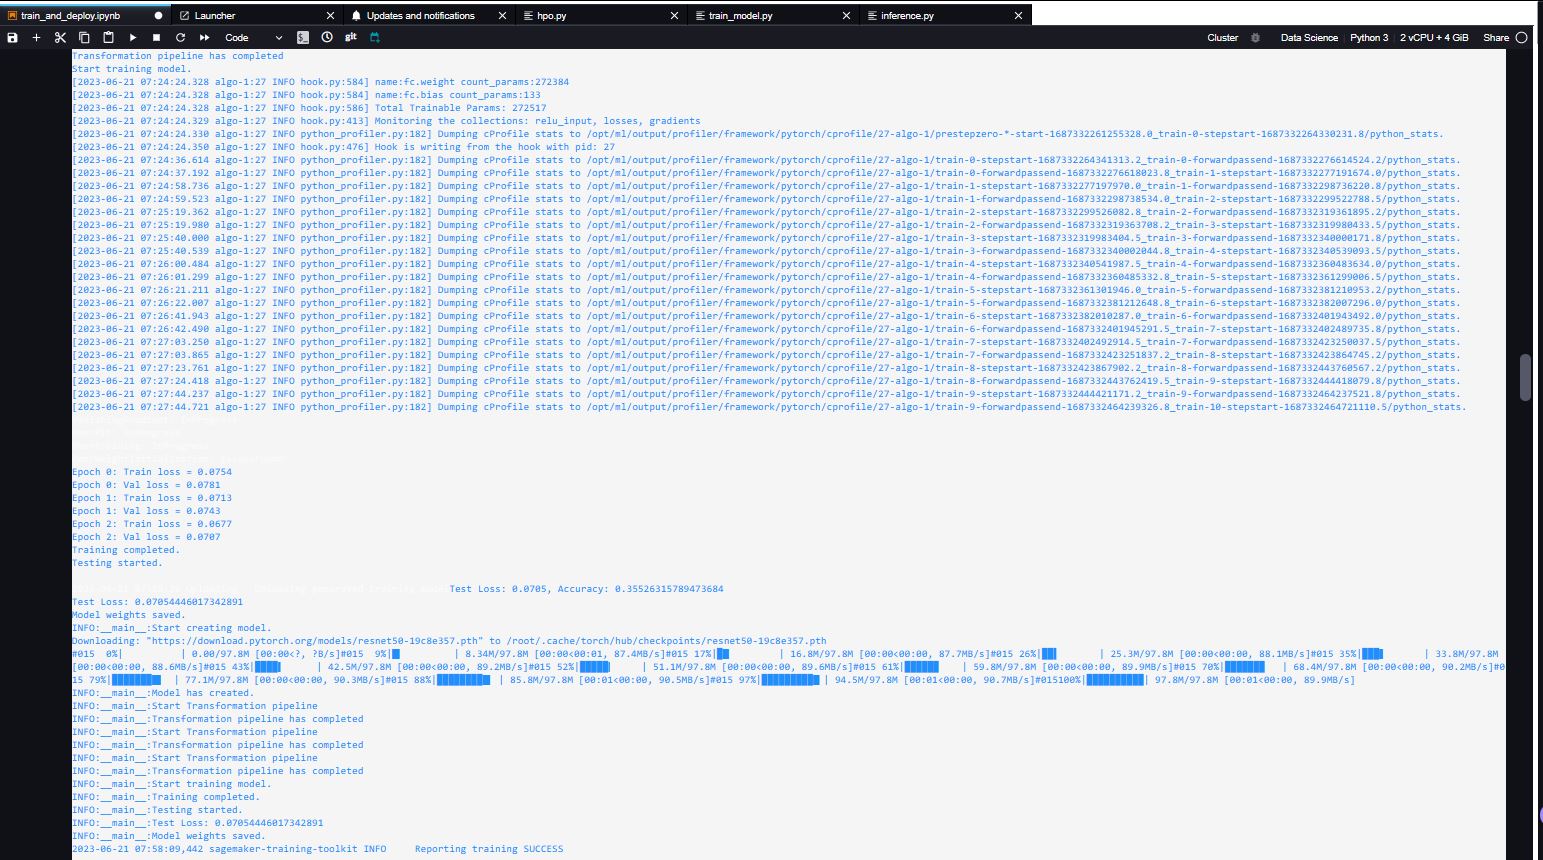 train_and_deploy.ipynb
Launcher
Updates and notifications
hpo.py
train_model.py
inference.py
Code
git
Cluster
Data Science
Python 3
2 vCPU + 4 GiB
Share
Transformation pipeline has completed
Start training model.
[2023-06-21 07:24:24.328 algo-1:27 INFO hook.py:584] name:fc.weight count_params:272384
[2023-06-21 07:24:24.328 algo-1:27 INFO hook.py:584] name:fc.bias count_params:133
[2023-06-21 07:24:24.328 algo-1:27 INFO hook.py:586] Total Trainable Params: 272517
[2023-06-21 07:24:24.329 algo-1:27 INFO hook.py:413] Monitoring the collections: relu_input, losses, gradients
[2023-06-21 07:24:24.330 algo-1:27 INFO python_profiler.py:182] Dumping cProfile stats to /opt/ml/output/profiler/framework/pytorch/cprofile/27-algo-1/prestepzero-*-start-1687332261255328.0_train-0-stepstart-1687332264330231.8/python_stats.
[2023-06-21 07:24:24.350 algo-1:27 INFO hook.py:476] Hook is writing from the hook with pid: 27
[2023-06-21 07:24:36.614 algo-1:27 INFO python_profiler.py:182] Dumping cProfile stats to /opt/ml/output/profiler/framework/pytorch/cprofile/27-algo-1/train-0-stepstart-1687332264341313.2_train-0-forwardpassend-1687332276614524.2/python_stats.
[2023-06-21 07:24:37.192 algo-1:27 INFO python_profiler.py:182] Dumping cProfile stats to /opt/ml/output/profiler/framework/pytorch/cprofile/27-algo-1/train-0-forwardpassend-1687332276618023.8_train-1-stepstart-1687332277191674.0/python_stats.
[2023-06-21 07:24:58.736 algo-1:27 INFO python_profiler.py:182] Dumping cProfile stats to /opt/ml/output/profiler/framework/pytorch/cprofile/27-algo-1/train-1-stepstart-1687332277197970.0_train-1-forwardpassend-1687332298736220.8/python_stats.
[2023-06-21 07:24:59.523 algo-1:27 INFO python_profiler.py:182] Dumping cProfile stats to /opt/ml/output/profiler/framework/pytorch/cprofile/27-algo-1/train-1-forwardpassend-1687332298738534.0_train-2-stepstart-1687332299522788.5/python_stats.
[2023-06-21 07:25:19.362 algo-1:27 INFO python_profiler.py:182] Dumping cProfile stats to /opt/ml/output/profiler/framework/pytorch/cprofile/27-algo-1/train-2-stepstart-1687332299526082.8_train-2-forwardpassend-1687332319361895.2/python_stats.
[2023-06-21 07:25:19.980 algo-1:27 INFO python_profiler.py:182] Dumping cProfile stats to /opt/ml/output/profiler/framework/pytorch/cprofile/27-algo-1/train-2-forwardpassend-1687332319363708.2_train-3-stepstart-1687332319980433.5/python_stats.
[2023-06-21 07:25:40.000 algo-1:27 INFO python_profiler.py:182] Dumping cProfile stats to /opt/ml/output/profiler/framework/pytorch/cprofile/27-algo-1/train-3-stepstart-1687332319983404.5_train-3-forwardpassend-1687332340000171.8/python_stats.
[2023-06-21 07:25:40.539 algo-1:27 INFO python_profiler.py:182] Dumping cProfile stats to /opt/ml/output/profiler/framework/pytorch/cprofile/27-algo-1/train-3-forwardpassend-1687332340002044.8_train-4-stepstart-1687332340539093.5/python_stats.
[2023-06-21 07:26:00.484 algo-1:27 INFO python_profiler.py:182] Dumping cProfile stats to /opt/ml/output/profiler/framework/pytorch/cprofile/27-algo-1/train-4-stepstart-1687332340541987.5_train-4-forwardpassend-1687332360483634.0/python_stats.
[2023-06-21 07:26:01.299 algo-1:27 INFO python_profiler.py:182] Dumping cProfile stats to /opt/ml/output/profiler/framework/pytorch/cprofile/27-algo-1/train-4-forwardpassend-1687332360485332.8_train-5-stepstart-1687332361299006.5/python_stats.
[2023-06-21 07:26:21.211 algo-1:27 INFO python_profiler.py:182] Dumping cProfile stats to /opt/ml/output/profiler/framework/pytorch/cprofile/27-algo-1/train-5-stepstart-1687332361301946.0_train-5-forwardpassend-1687332381210953.2/python_stats.
[2023-06-21 07:26:22.007 algo-1:27 INFO python_profiler.py:182] Dumping cProfile stats to /opt/ml/output/profiler/framework/pytorch/cprofile/27-algo-1/train-5-forwardpassend-1687332381212648.8_train-6-stepstart-1687332382007296.0/python_stats.
[2023-06-21 07:26:41.943 algo-1:27 INFO python_profiler.py:182] Dumping cProfile stats to /opt/ml/output/profiler/framework/pytorch/cprofile/27-algo-1/train-6-stepstart-1687332382010287.0_train-6-forwardpassend-1687332401943492.0/python_stats.
[2023-06-21 07:26:42.490 algo-1:27 INFO python_profiler.py:182] Dumping cProfile stats to /opt/ml/output/profiler/framework/pytorch/cprofile/27-algo-1/train-6-forwardpassend-1687332401945291.5_train-7-stepstart-1687332402489735.8/python_stats.
[2023-06-21 07:27:03.250 algo-1:27 INFO python_profiler.py:182] Dumping cProfile stats to /opt/ml/output/profiler/framework/pytorch/cprofile/27-algo-1/train-7-stepstart-1687332402492914.5_train-7-forwardpassend-1687332423250037.5/python_stats.
[2023-06-21 07:27:03.865 algo-1:27 INFO python_profiler.py:182] Dumping cProfile stats to /opt/ml/output/profiler/framework/pytorch/cprofile/27-algo-1/train-7-forwardpassend-1687332423251837.2_train-8-stepstart-1687332423864745.2/python_stats.
[2023-06-21 07:27:23.761 algo-1:27 INFO python_profiler.py:182] Dumping cProfile stats to /opt/ml/output/profiler/framework/pytorch/cprofile/27-algo-1/train-8-stepstart-1687332423867902.2_train-8-forwardpassend-1687332443760567.2/python_stats.
[2023-06-21 07:27:24.418 algo-1:27 INFO python_profiler.py:182] Dumping cProfile stats to /opt/ml/output/profiler/framework/pytorch/cprofile/27-algo-1/train-8-forwardpassend-1687332443762419.5_train-9-stepstart-1687332444418079.8/python_stats.
[2023-06-21 07:27:44.237 algo-1:27 INFO python_profiler.py:182] Dumping cProfile stats to /opt/ml/output/profiler/framework/pytorch/cprofile/27-algo-1/train-9-stepstart-1687332444421171.2_train-9-forwardpassend-1687332464237521.8/python_stats.
[2023-06-21 07:27:44.721 algo-1:27 INFO python_profiler.py:182] Dumping cProfile stats to /opt/ml/output/profiler/framework/pytorch/cprofile/27-algo-1/train-9-forwardpassend-1687332464239326.8_train-10-stepstart-1687332464721110.5/python_stats.
Epoch 0: Train loss = 0.0754
Epoch 0: Val loss = 0.0781
Epoch 1: Train loss = 0.0713
Epoch 1: Val loss = 0.0743
Epoch 2: Train loss = 0.0677
Epoch 2: Val loss = 0.0707
Training completed.
Testing started.
Test Loss: 0.0705, Accuracy: 0.35526315789473684
Test Loss: 0.07054446017342891
Model weights saved.
INFO:__main__:Start creating model.
Downloading: "https://download.pytorch.org/models/resnet50-19c8e357.pth" to /root/.cache/torch/hub/checkpoints/resnet50-19c8e357.pth
#015 0%| | 0.00/97.8M [00:00<?, ?B/s]#015 9%|█ | 8.34M/97.8M [00:00<00:01, 87.4MB/s]#015 17%|█▋ | 16.8M/97.8M [00:00<00:00, 87.7MB/s]#015 26%|██▌ | 25.3M/97.8M [00:00<00:00, 88.1MB/s]#015 35%|███▍ | 33.8M/97.8M
[00:00<00:00, 88.6MB/s]#015 43%|████▎ | 42.5M/97.8M [00:00<00:00, 89.2MB/s]#015 52%|█████▏ | 51.1M/97.8M [00:00<00:00, 89.6MB/s]#015 61%|██████ | 59.8M/97.8M [00:00<00:00, 89.9MB/s]#015 70%|███████ | 68.4M/97.8M [00:00<00:00, 90.2MB/s]#0
15 79%|███████▉ | 77.1M/97.8M [00:00<00:00, 90.3MB/s]#015 88%|████████▊ | 85.8M/97.8M [00:01<00:00, 90.5MB/s]#015 97%|█████████▋| 94.5M/97.8M [00:01<00:00, 90.7MB/s]#015100%|██████████| 97.8M/97.8M [00:01<00:00, 89.9MB/s]
INFO:__main__:Model has created.
INFO:__main__:Start Transformation pipeline
INFO:__main__:Transformation pipeline has completed
INFO:__main__:Start Transformation pipeline
INFO:__main__:Transformation pipeline has completed
INFO:__main__:Start Transformation pipeline
INFO:__main__:Transformation pipeline has completed
INFO:__main__:Start training model.
INFO:__main__:Training completed.
INFO:__main__:Testing started.
INFO:__main__:Test Loss: 0.07054446017342891
INFO:__main__:Model weights saved.
2023-06-21 07:58:09,442 sagemaker-training-toolkit INFO     Reporting training SUCCESS